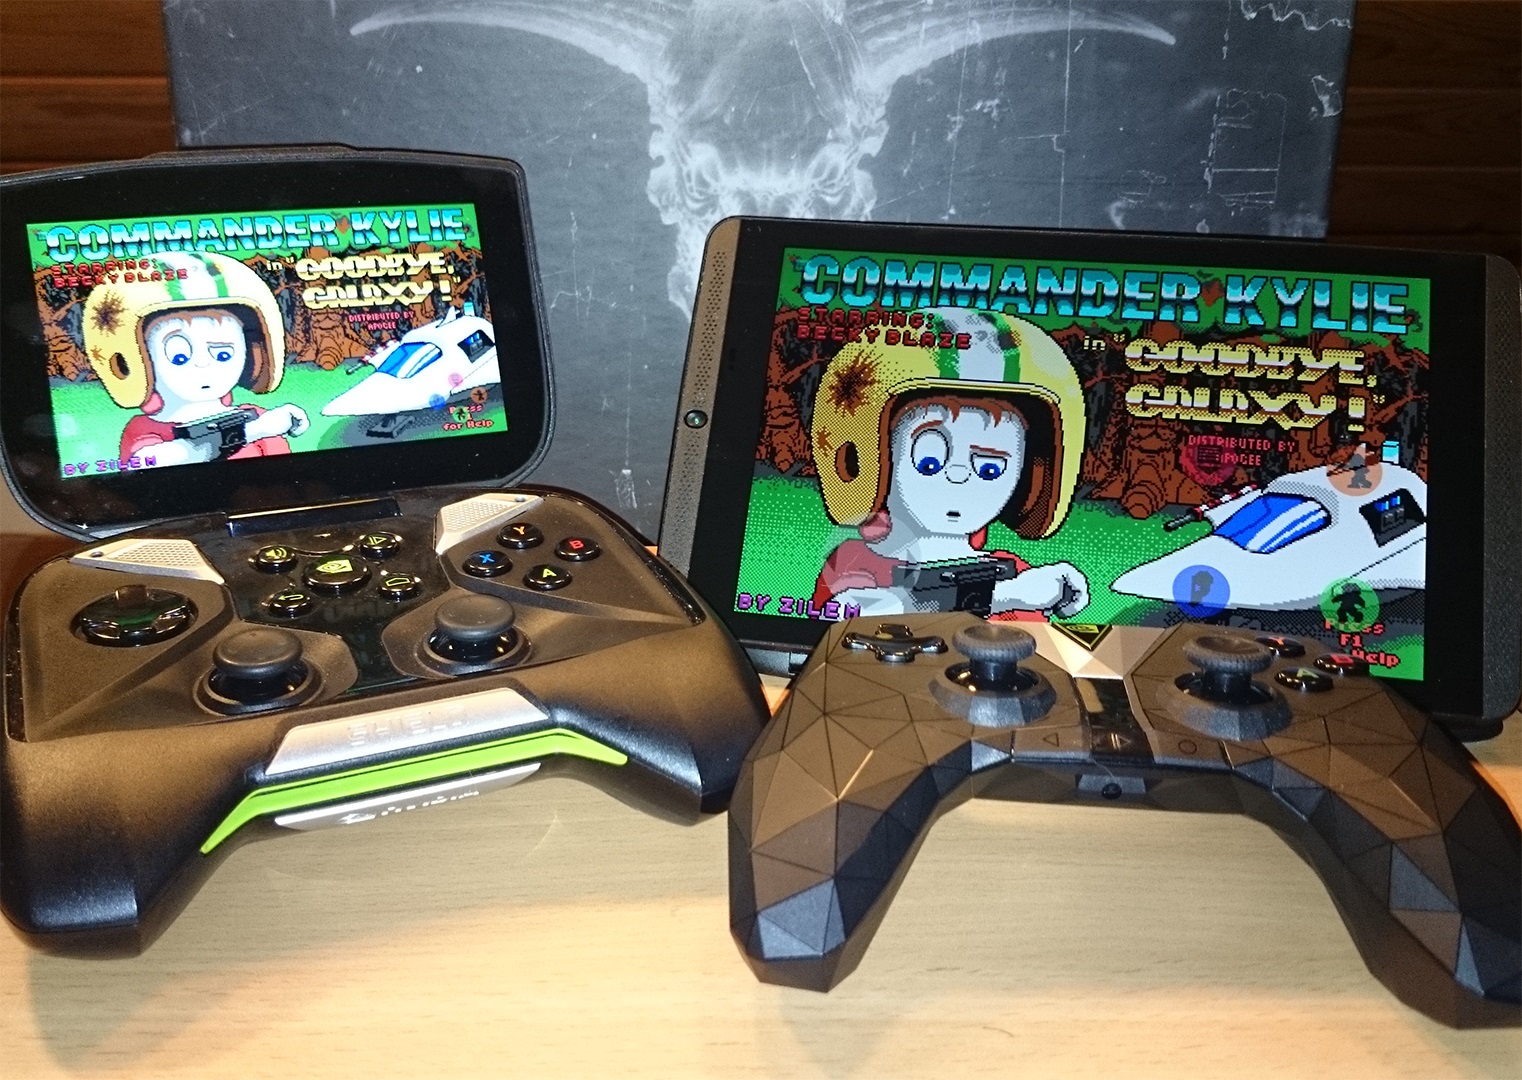 COMMANDER KYLIE
STARRING:
BECKY BLAZE
in "GOODBYE,
GALAXY!"
DISTRIBUTED BY
APOGEE
Press
for Help
BY ZILEM
Y
X
B
A
SHIELD
COMMANDER KYLIE
STARRING:
BECKY BLAZE
in "GOODBYE,
GALAXY!"
DISTRIBUTED BY
APOGEE
BY ZILEM
Press
F1
Help
Y
B
A